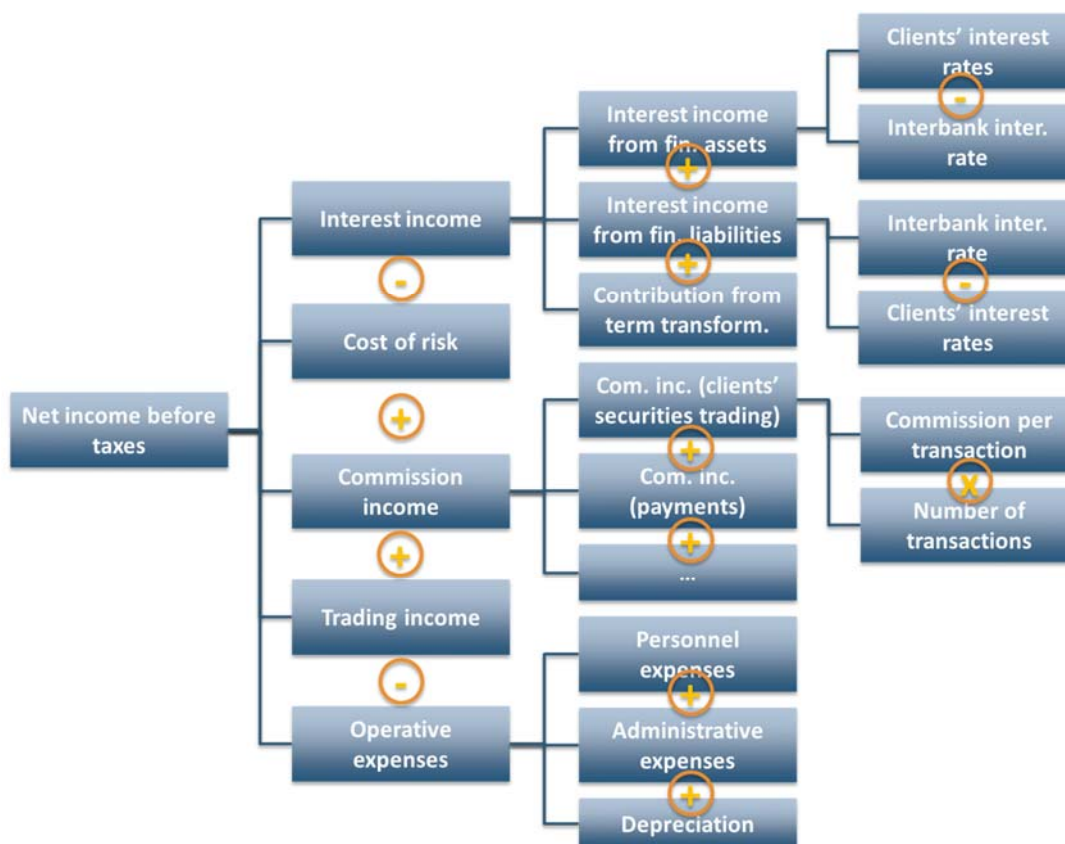 Net income before
taxes
Interest income
-
Cost of risk
+
Commission
income
+
Trading income
-
Operative
expenses
Interest income
from fin. assets
+
Interest income
from fin. liabilities
+
Contribution from
term transform.
Com. inc. (clients'
securities trading)
+
Com. inc.
(payments)
+
...
Personnel
expenses
+
Administrative
expenses
+
Depreciation
Clients' interest
rates
-
Interbank inter.
rate
Interbank inter.
rate
-
Clients' interest
rates
Commission per
transaction
X
Number of
transactions